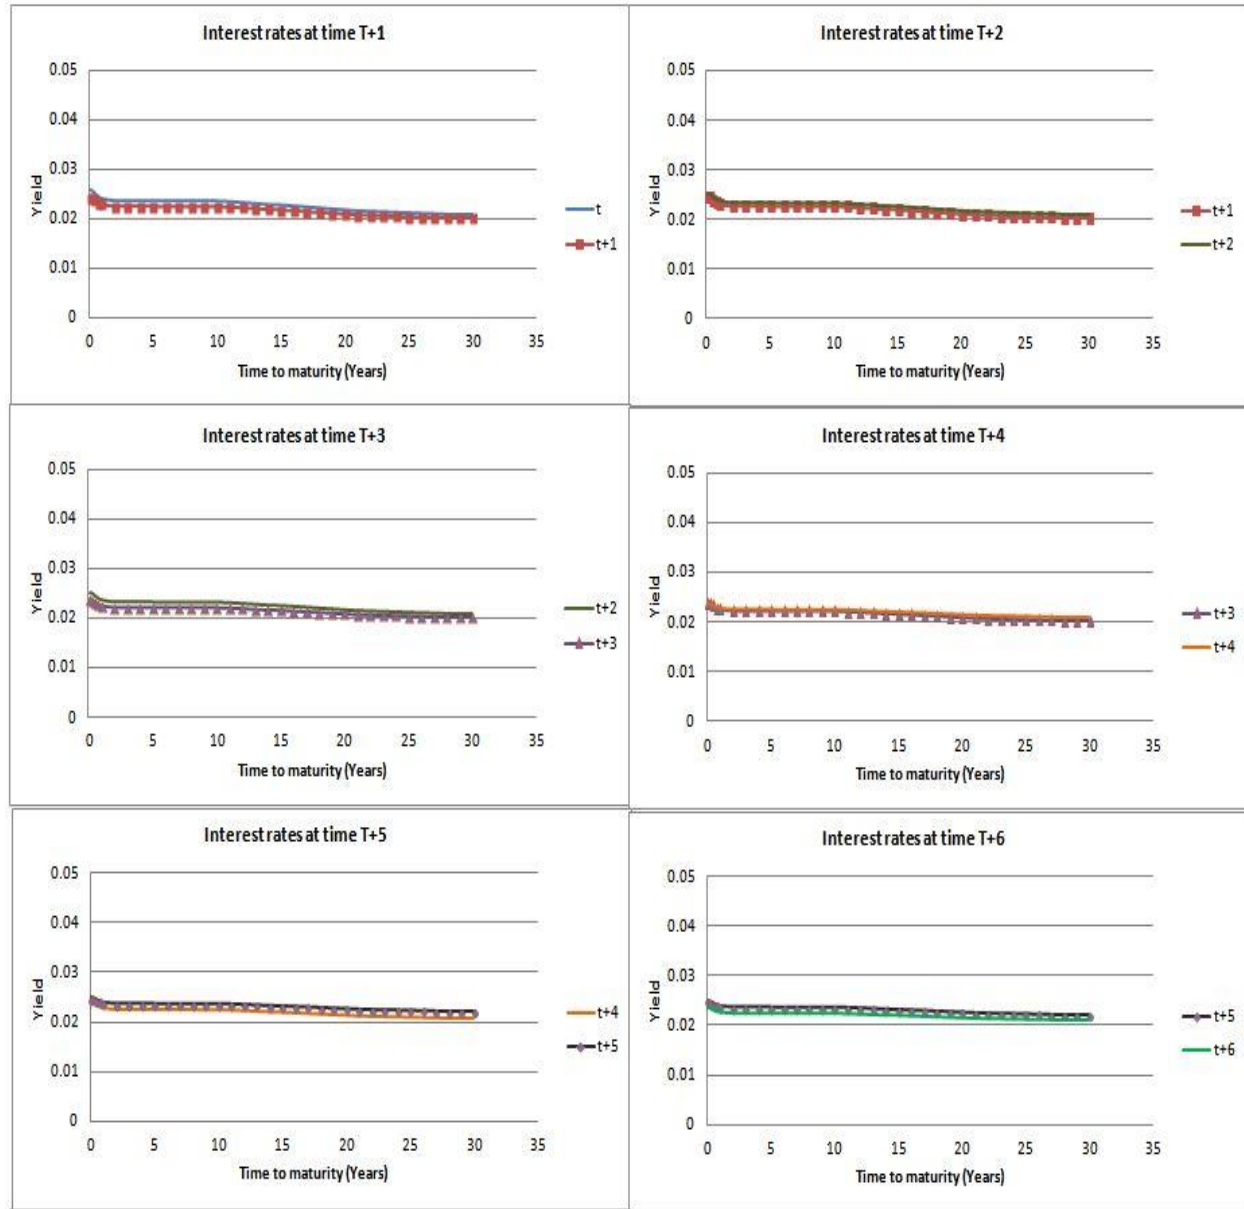 Interest rates at time T+1
0.05
0.04
0.03
0.02
0.01
0
Yield
0 5 10 15 20 25 30 35
Time to maturity (Years)
t
t+1
Interest rates at time T+2
0.05
0.04
0.03
0.02
0.01
0
Yield
0 5 10 15 20 25 30 35
Time to maturity (Years)
t+1
t+2
Interest rates at time T+3
0.05
0.04
0.03
0.02
0.01
0
Yield
0 5 10 15 20 25 30 35
Time to maturity (Years)
t+2
t+3
Interest rates at time T+4
0.05
0.04
0.03
0.02
0.01
0
Yield
0 5 10 15 20 25 30 35
Time to maturity (Years)
t+3
t+4
Interest rates at time T+5
0.05
0.04
0.03
0.02
0.01
0
Yield
0 5 10 15 20 25 30 35
Time to maturity (Years)
t+4
t+5
Interest rates at time T+6
0.05
0.04
0.03
0.02
0.01
0
Yield
0 5 10 15 20 25 30 35
Time to maturity (Years)
t+5
t+6